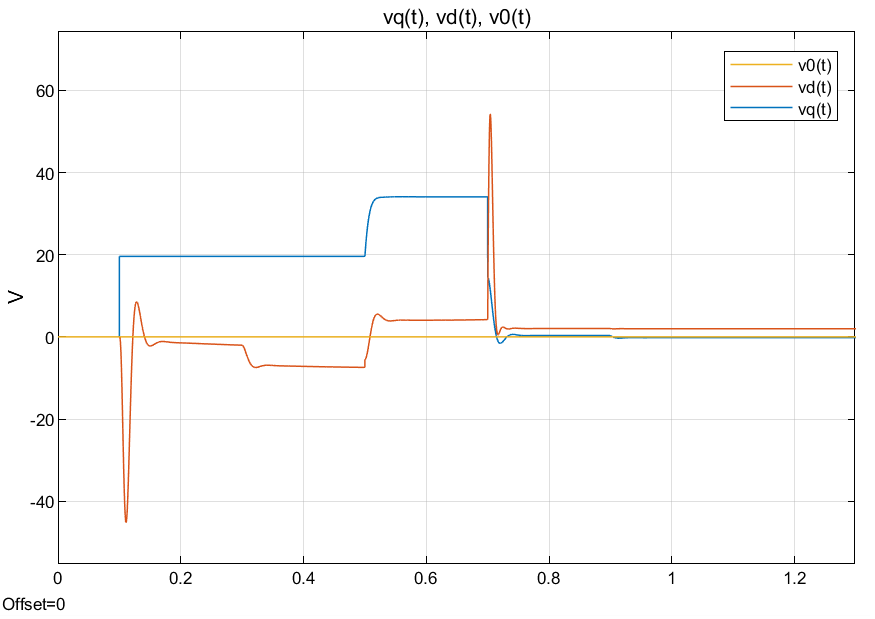 vq(t), vd(t), v0(t)
v0(t)
vd(t)
vq(t)
V
60
40
20
0
-20
-40
0 0.2 0.4 0.6 0.8 1 1.2
Offset=0